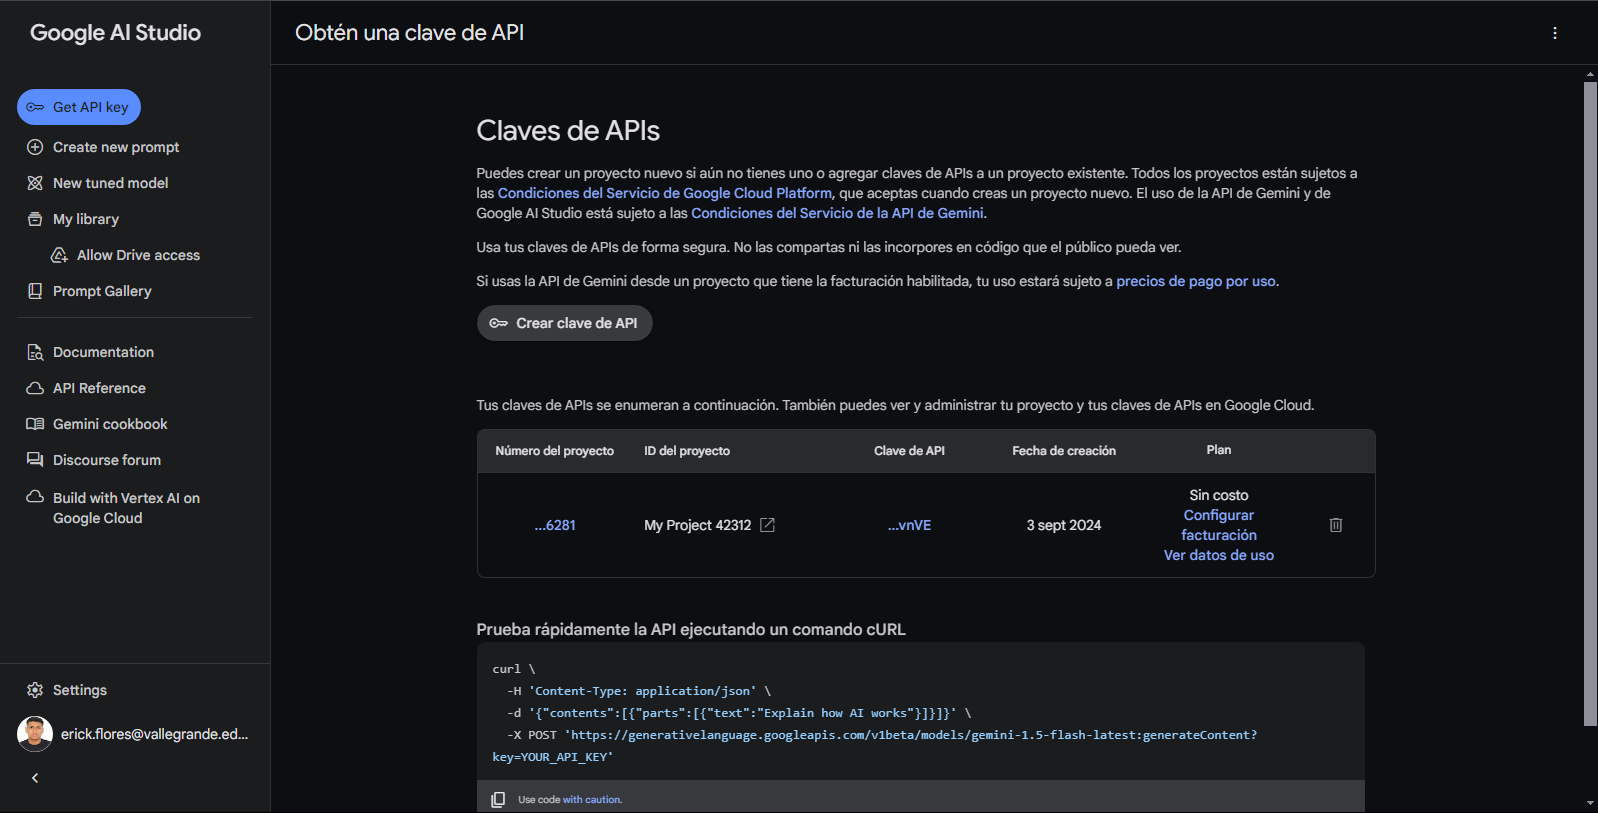 Google AI Studio
Get API key
Create new prompt
New tuned model
My library
Allow Drive access
Prompt Gallery
Documentation
API Reference
Gemini cookbook
Discourse forum
Build with Vertex AI on
Google Cloud
Settings
erick.flores@vallegrande.ed...
Obtén una clave de API
Claves de APIs
Puedes crear un proyecto nuevo si aún no tienes uno o agregar claves de APIs a un proyecto existente. Todos los proyectos están sujetos a
las Condiciones del Servicio de Google Cloud Platform, que aceptas cuando creas un proyecto nuevo. El uso de la API de Gemini y de
Google AI Studio está sujeto a las Condiciones del Servicio de la API de Gemini.
Usa tus claves de APIs de forma segura. No las compartas ni las incorpores en código que el público pueda ver.
Si usas la API de Gemini desde un proyecto que tiene la facturación habilitada, tu uso estará sujeto a precios de pago por uso.
Crear clave de API
Tus claves de APIs se enumeran a continuación. También puedes ver y administrar tu proyecto y tus claves de APIs en Google Cloud.
Número del proyecto ID del proyecto Clave de API Fecha de creación Plan
...6281 My Project 42312 ...vnVE 3 sept 2024 Sin costo
Configurar
facturación
Ver datos de uso
Prueba rápidamente la API ejecutando un comando cURL
curl \
-H 'Content-Type: application/json' \
-d '{"contents":[{"parts":[{"text":"Explain how AI works"}]}]}' \
-X POST 'https://generativelanguage.googleapis.com/v1beta/models/gemini-1.5-flash-latest:generateContent?
key=YOUR_API_KEY'
Use code with caution.